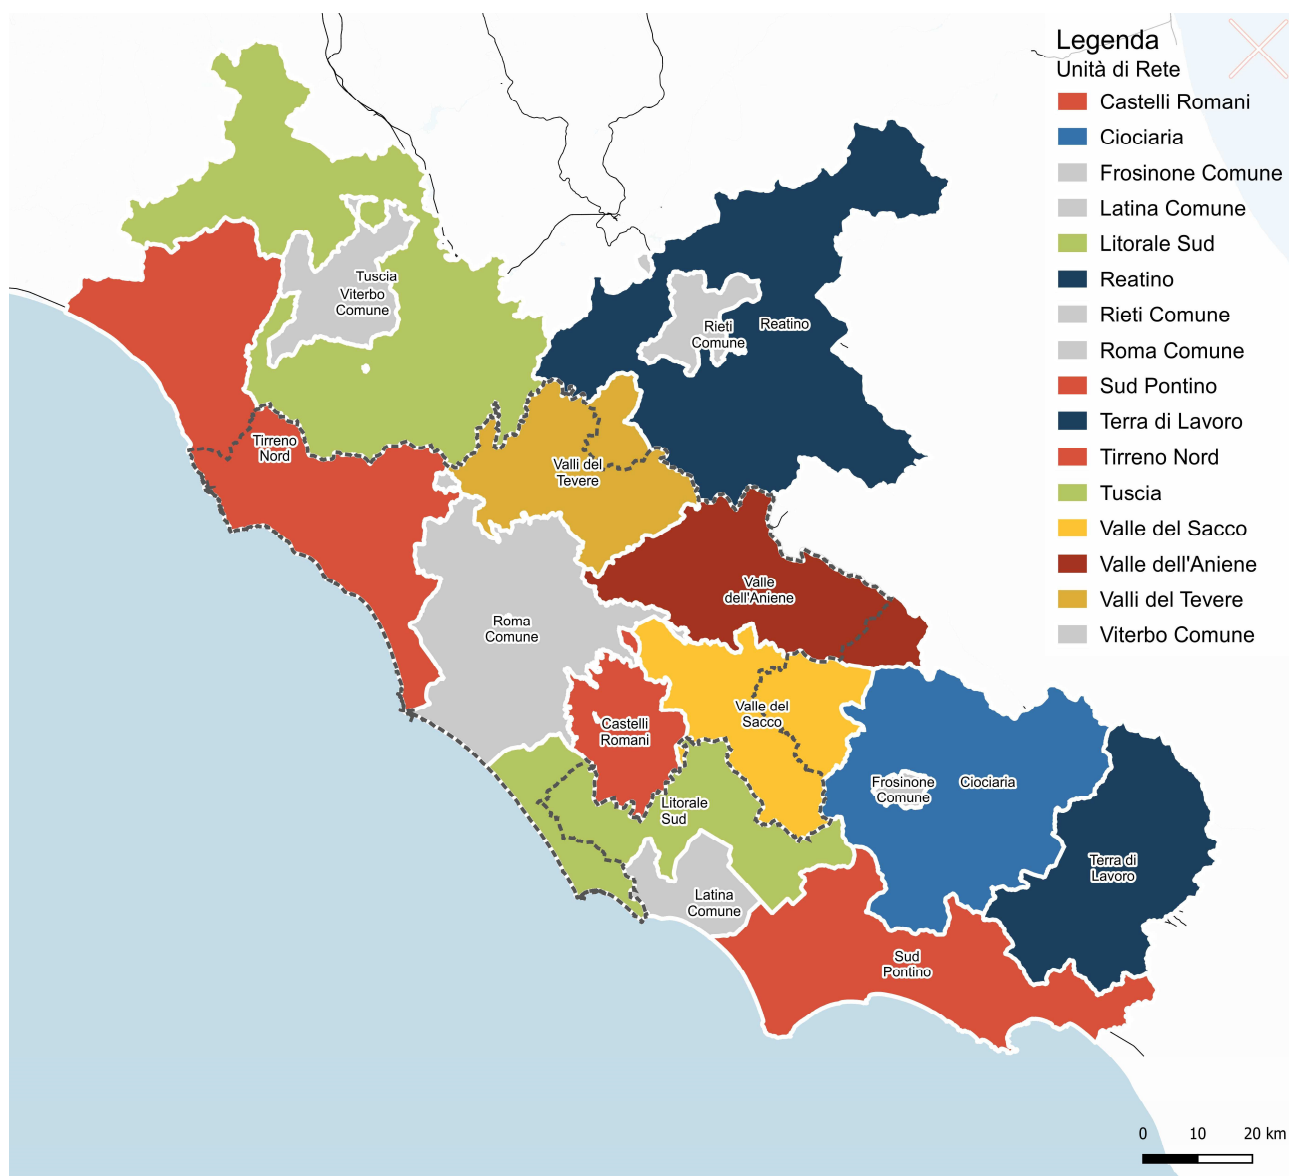 Legenda
Unità di Rete
Castelli Romani
Ciociaria
Frosinone Comune
Latina Comune
Litorale Sud
Reatino
Rieti Comune
Roma Comune
Sud Pontino
Terra di Lavoro
Tirreno Nord
Tuscia
Valle del Sacco
Valle dell'Aniene
Valli del Tevere
Viterbo Comune
Tuscia
Viterbo
Comune
Rieti
Comune
Reatino
Tirreno
Nord
Valli del
Tevere
Valle
dell'Aniene
Roma
Comune
Castelli
Romani
Valle del
Sacco
Frosinone
Comune
Ciociaria
Litorale
Sud
Terra di
Lavoro
Latina
Comune
Sud
Pontino
0 10 20 km